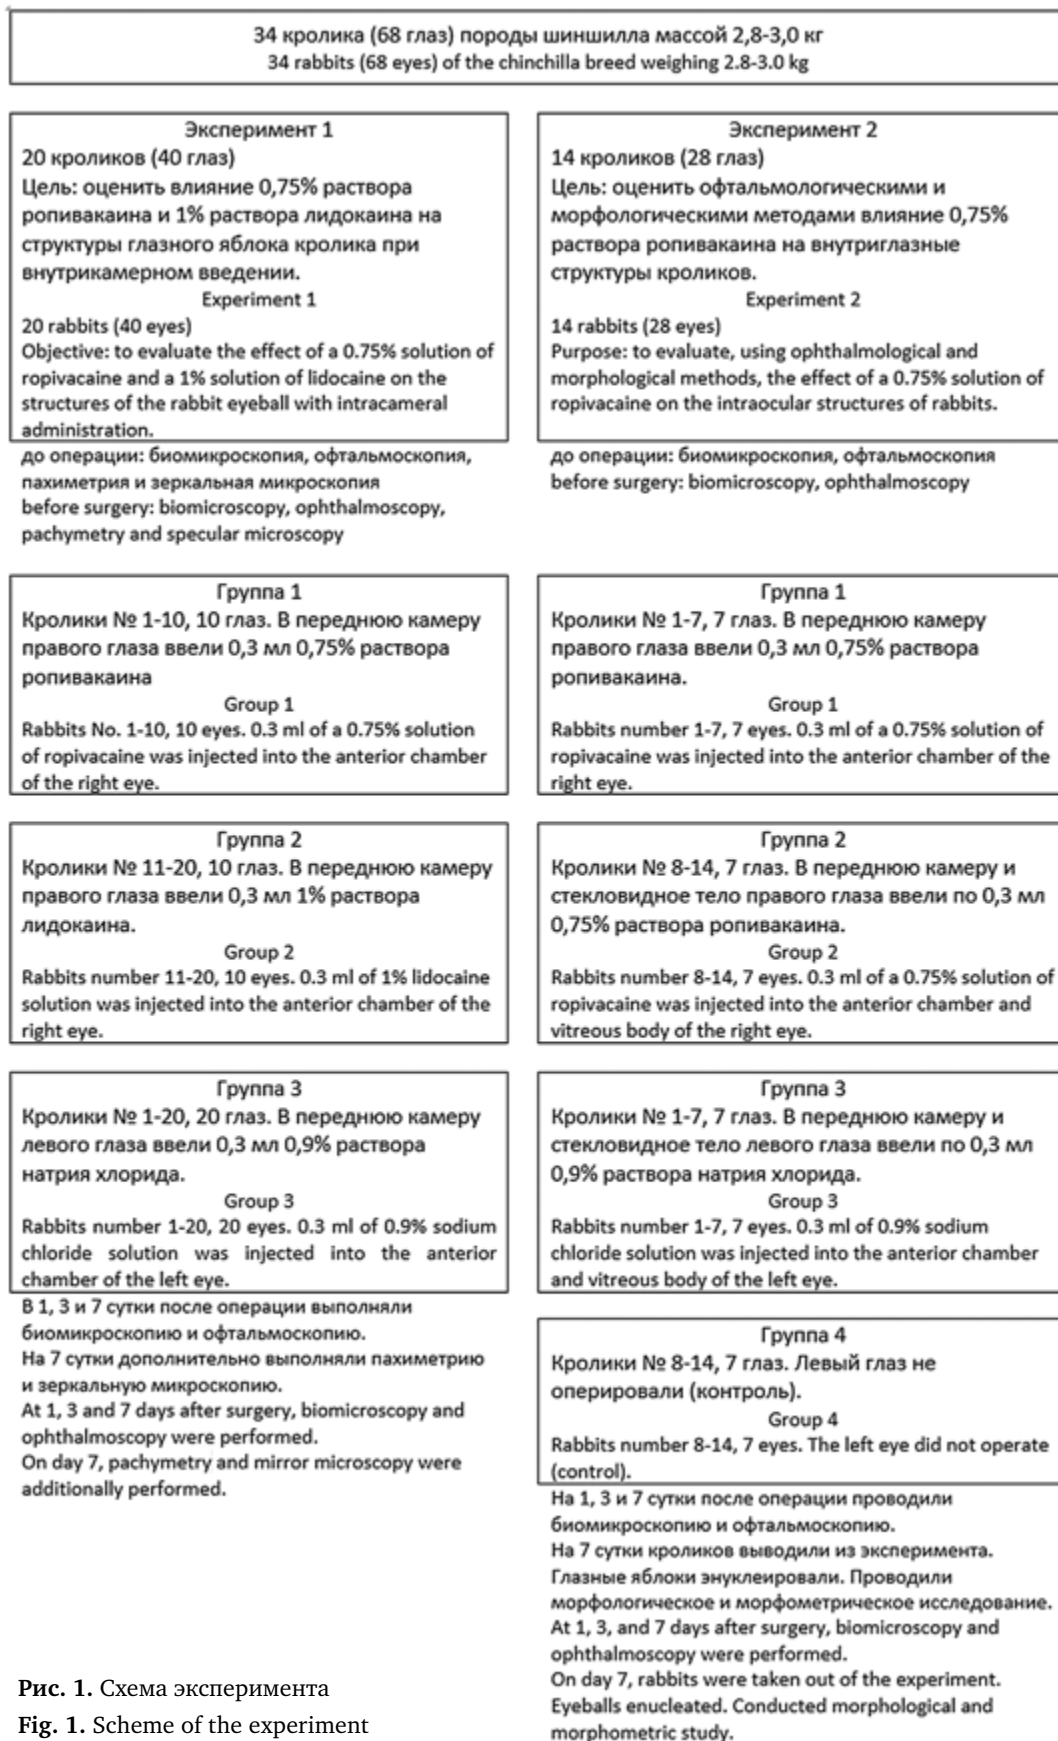 34 кролика (68 глаз) породы шиншилла массой 2,8-3,0 кг
34 rabbits (68 eyes) of the chinchilla breed weighing 2.8-3.0 kg
Эксперимент 1
20 кроликов (40 глаз)
Цель: оценить влияние 0,75% раствора
ропивакаина и 1% раствора лидокаина на
структуры глазного яблока кролика при
внутрикамерном введении.
Experiment 1
20 rabbits (40 eyes)
Objective: to evaluate the effect of a 0.75% solution of
ropivacaine and a 1% solution of lidocaine on the
structures of the rabbit eyeball with intracameral
administration.
до операции: биомикроскопия, офтальмоскопия,
пахиметрия и зеркальная микроскопия
before surgery: biomicroscopy, ophthalmoscopy,
pachymetry and specular microscopy
Группа 1
Кролики № 1-10, 10 глаз. В переднюю камеру
правого глаза ввели 0,3 мл 0,75% раствора
ропивакаина
Group 1
Rabbits No. 1-10, 10 eyes. 0.3 ml of a 0.75% solution
of ropivacaine was injected into the anterior chamber
of the right eye.
Группа 2
Кролики № 11-20, 10 глаз. В переднюю камеру
правого глаза ввели 0,3 мл 1% раствора
лидокаина.
Group 2
Rabbits number 11-20, 10 eyes. 0.3 ml of 1% lidocaine
solution was injected into the anterior chamber of the
right eye.
Группа 3
Кролики № 1-20, 20 глаз. В переднюю камеру
левого глаза ввели 0,3 мл 0,9% раствора
натрия хлорида.
Group 3
Rabbits number 1-20, 20 eyes. 0.3 ml of 0.9% sodium
chloride solution was injected into the anterior
chamber of the left eye.
В 1, 3 и 7 сутки после операции выполняли
биомикроскопию и офтальмоскопию.
На 7 сутки дополнительно выполняли пахиметрию
и зеркальную микроскопию.
At 1, 3 and 7 days after surgery, biomicroscopy and
ophthalmoscopy were performed.
On day 7, pachymetry and mirror microscopy were
additionally performed.
Эксперимент 2
14 кроликов (28 глаз)
Цель: оценить офтальмологическими и
морфологическими методами влияние 0,75%
раствора ропивакаина на внутриглазные
структуры кроликов.
Experiment 2
14 rabbits (28 eyes)
Purpose: to evaluate, using ophthalmological and
morphological methods, the effect of a 0.75% solution of
ropivacaine on the intraocular structures of rabbits.
до операции: биомикроскопия, офтальмоскопия
before surgery: biomicroscopy, ophthalmoscopy
Группа 1
Кролики № 1-7, 7 глаз. В переднюю камеру
правого глаза ввели 0,3 мл 0,75% раствора
ропивакаина.
Group 1
Rabbits number 1-7, 7 eyes. 0.3 ml of a 0.75% solution of
ropivacaine was injected into the anterior chamber of the
right eye.
Группа 2
Кролики № 8-14, 7 глаз. В переднюю камеру и
стекловидное тело правого глаза ввели по 0,3 мл
0,75% раствора ропивакаина.
Group 2
Rabbits number 8-14, 7 eyes. 0.3 ml of a 0.75% solution of
ropivacaine was injected into the anterior chamber and
vitreous body of the right eye.
Группа 3
Кролики № 1-7, 7 глаз. В переднюю камеру и
стекловидное тело левого глаза ввели по 0,3 мл
0,9% раствора натрия хлорида.
Group 3
Rabbits number 1-7, 7 eyes. 0.3 ml of 0.9% sodium
chloride solution was injected into the anterior chamber
and vitreous body of the left eye.
Группа 4
Кролики № 8-14, 7 глаз. Левый глаз не
оперировали (контроль).
Group 4
Rabbits number 8-14, 7 eyes. The left eye did not operate
(control).
На 1, 3 и 7 сутки после операции проводили
биомикроскопию и офтальмоскопию.
На 7 сутки кроликов выводили из эксперимента.
Глазные яблоки энуклеировали. Проводили
морфологическое и морфометрическое исследование.
At 1, 3, and 7 days after surgery, biomicroscopy and
ophthalmoscopy were performed.
On day 7, rabbits were taken out of the experiment.
Eyeballs enucleated. Conducted morphological and
morphometric study.
Рис. 1. Схема эксперимента
Fig. 1. Scheme of the experiment